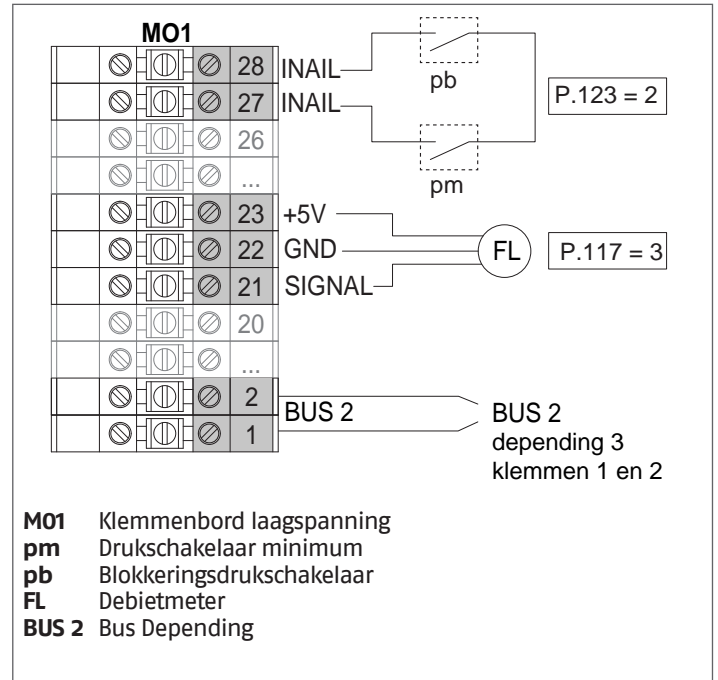 MO1
28 INAIL
pb
27 INAIL
P.123 = 2
26
pm
...
23 +5V
22 GND
FL
P.117 = 3
21 SIGNAL
20
...
2
BUS 2
1
BUS 2
depending 3
klemmen 1 en 2
M01 Klemmenbord laagspanning
pm Drukschakelaar minimum
pb Blokkeringsdrukschakelaar
FL Debietmeter
BUS 2 Bus Depending